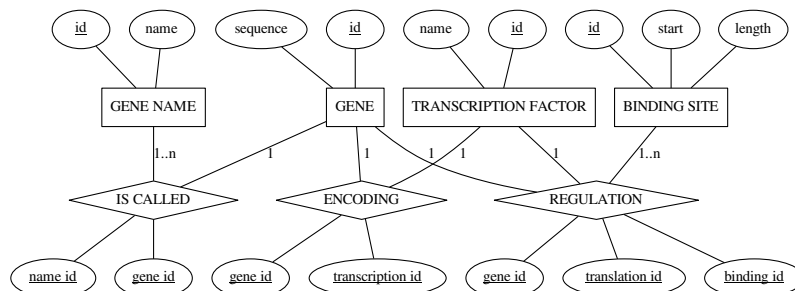 id
name
sequence
id
name
id
id
start
length
GENE NAME
GENE
TRANSCRIPTION FACTOR
BINDING SITE
1..n
1
1
1
1
1
1..n
IS CALLED
ENCODING
REGULATION
name id
gene id
gene id
transcription id
gene id
translation id
binding id